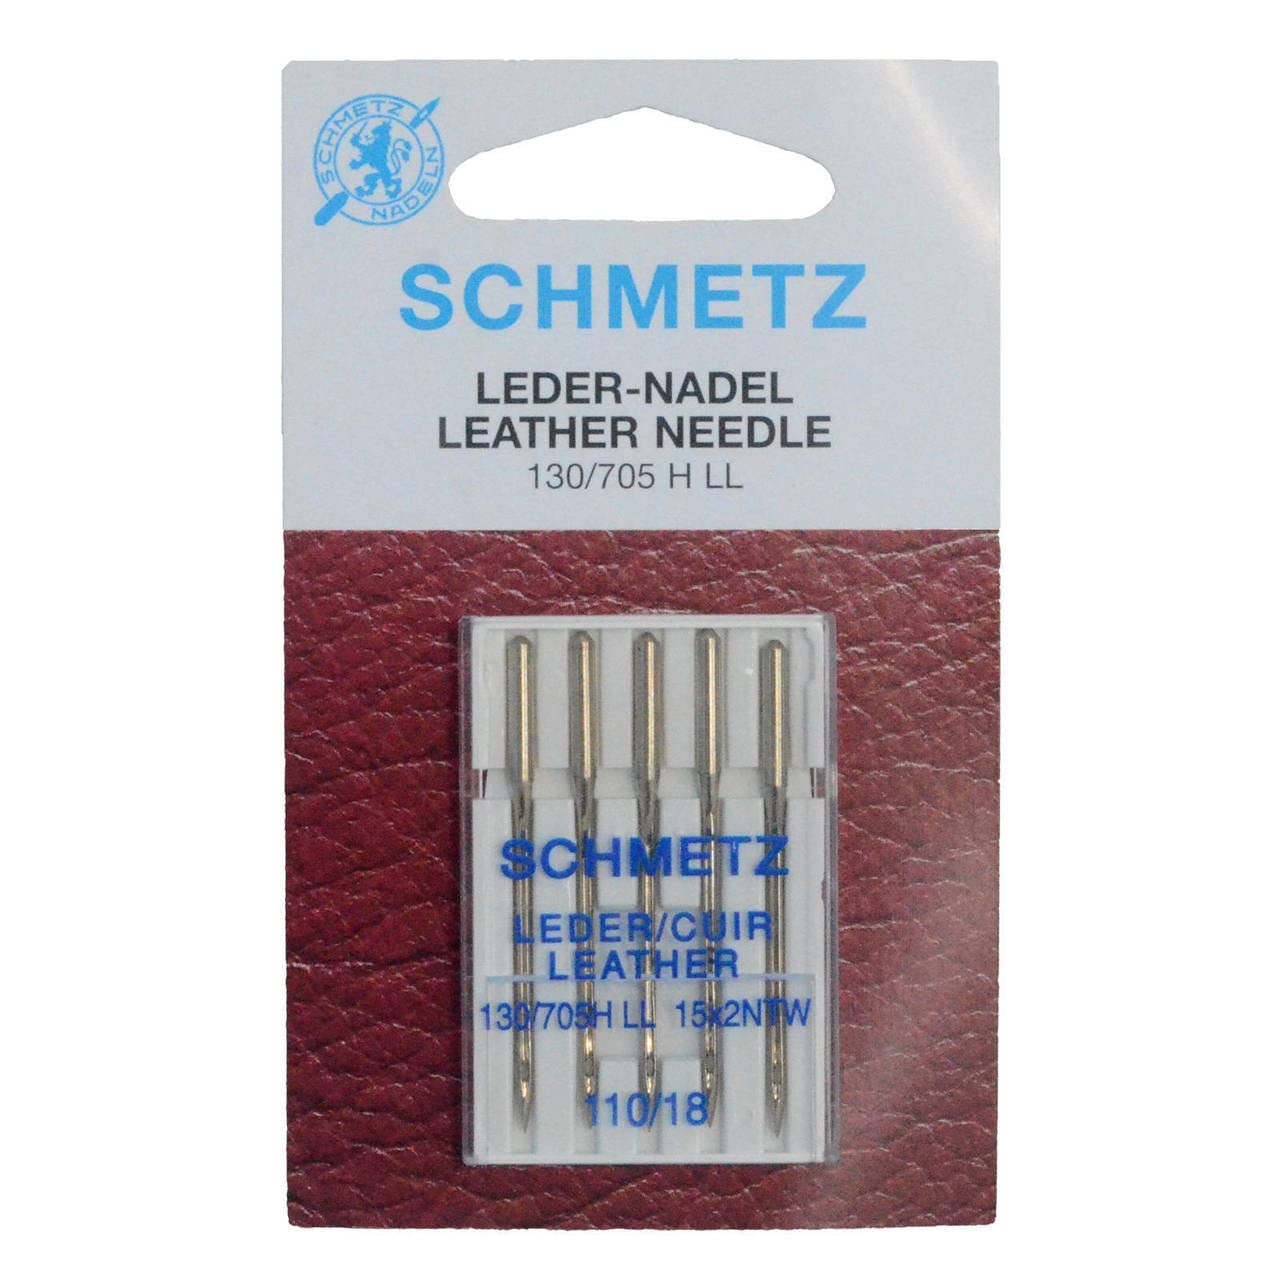 SCHMETZ
NADELN
SCHMETZ
LEDER-NADEL
LEATHER NEEDLE
130/705 H LL
SCHMETZ
LEDER/CUIR
LEATHER
130/705H LL 15x2NTW
110/18